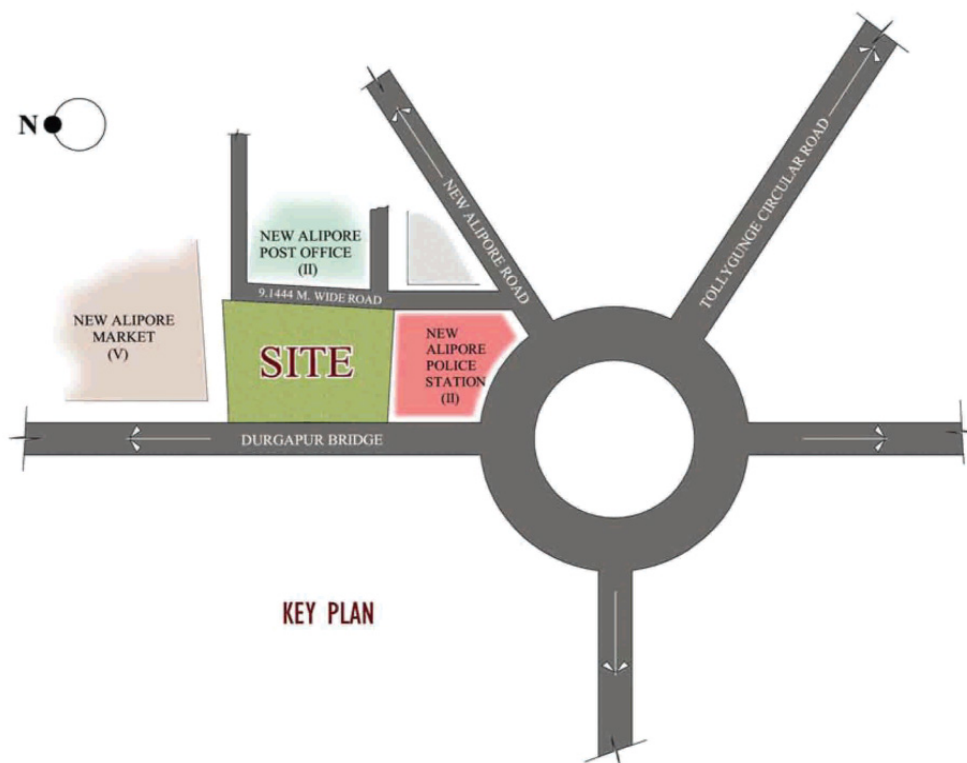 N
NEW ALIPORE ROAD
TOLLYGUNGE CIRCULAR ROAD
NEW ALIPORE
POST OFFICE
(II)
9.1444 M. WIDE ROAD
NEW ALIPORE
MARKET
(V)
SITE
NEW
ALIPORE
POLICE
STATION
(II)
DURGAPUR BRIDGE
KEY PLAN